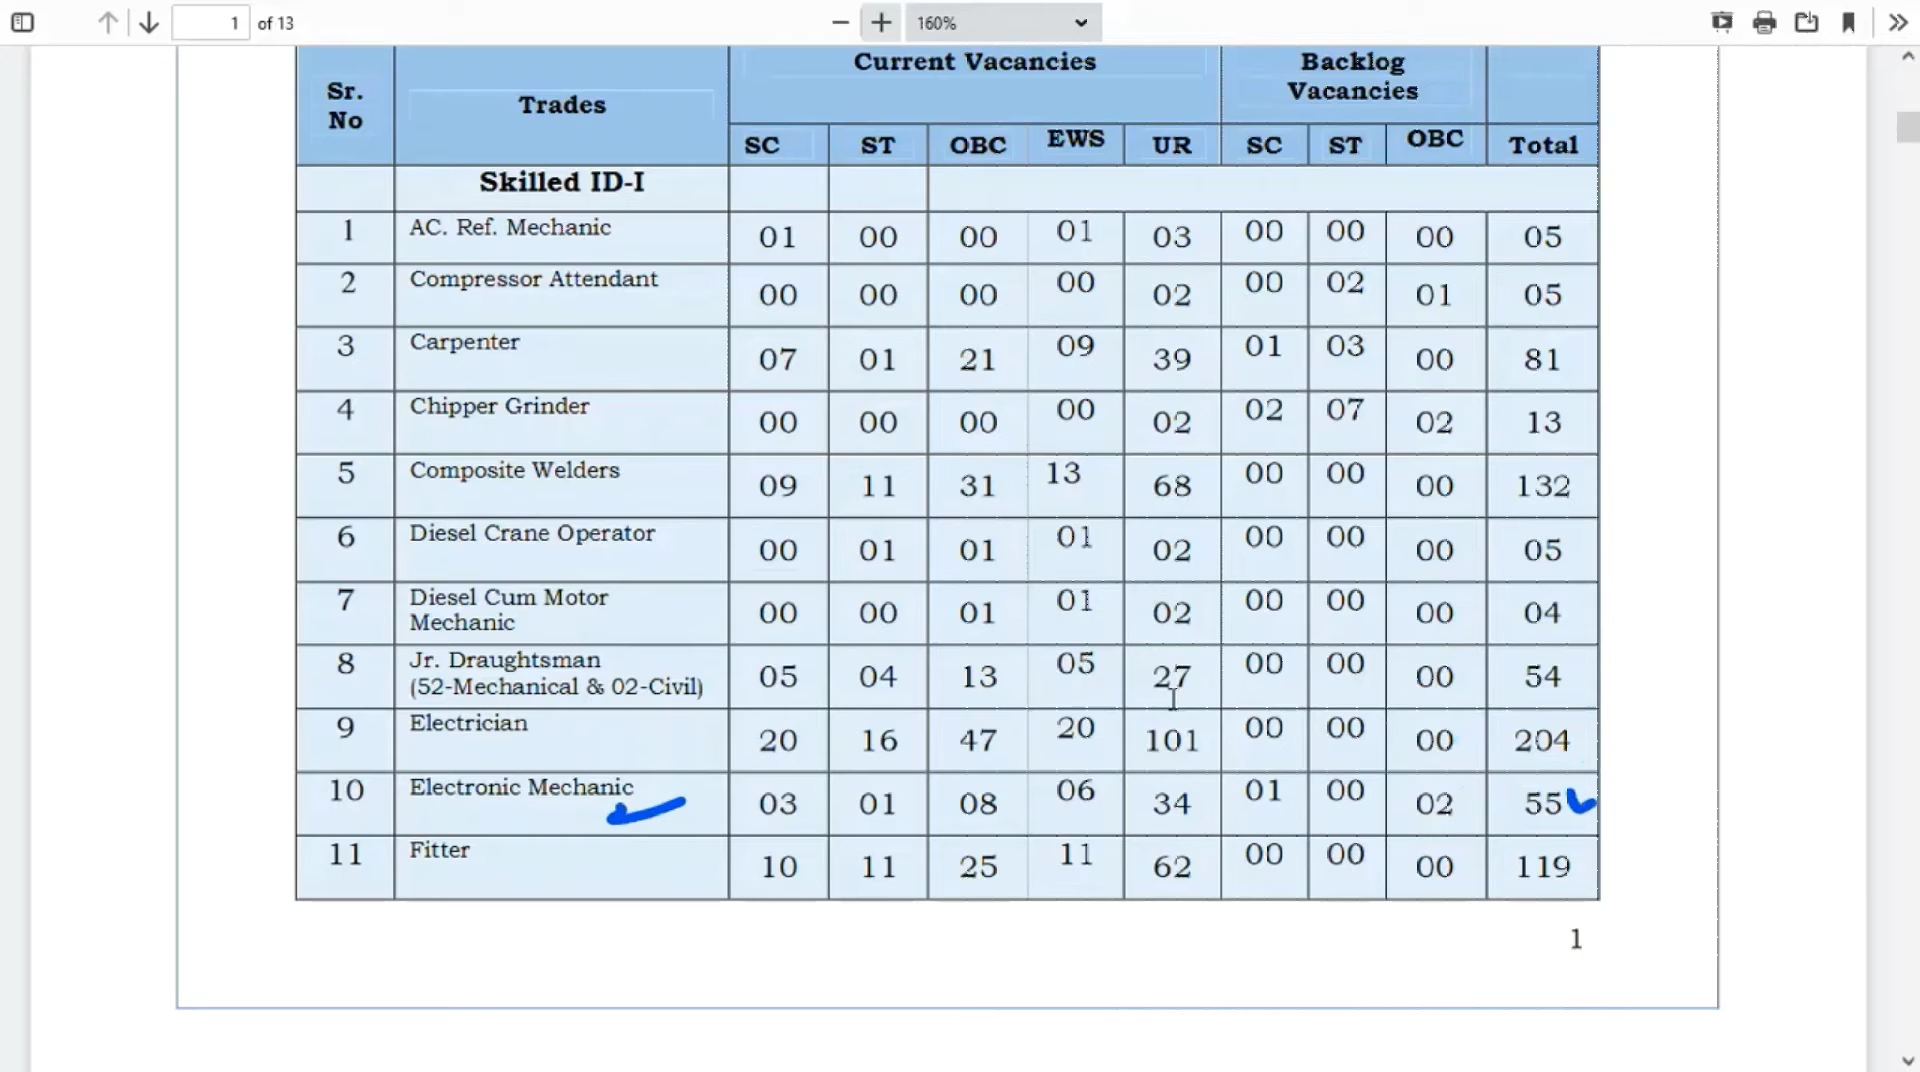 1 of 13 160%
Sr. No Trades Current Vacancies Backlog Vacancies
SC ST OBC EWS UR SC ST OBC Total
Skilled ID-I
1 AC. Ref. Mechanic 01 00 00 01 03 00 00 00 05
2 Compressor Attendant 00 00 00 00 02 00 02 01 05
3 Carpenter 07 01 21 09 39 01 03 00 81
4 Chipper Grinder 00 00 00 00 02 02 07 02 13
5 Composite Welders 09 11 31 13 68 00 00 00 132
6 Diesel Crane Operator 00 01 01 01 02 00 00 00 05
7 Diesel Cum Motor Mechanic 00 00 01 01 02 00 00 00 04
8 Jr. Draughtsman (52-Mechanical & 02-Civil) 05 04 13 05 27 00 00 00 54
9 Electrician 20 16 47 20 101 00 00 00 204
10 Electronic Mechanic 03 01 08 06 34 01 00 02 55
11 Fitter 10 11 25 11 62 00 00 00 119
1